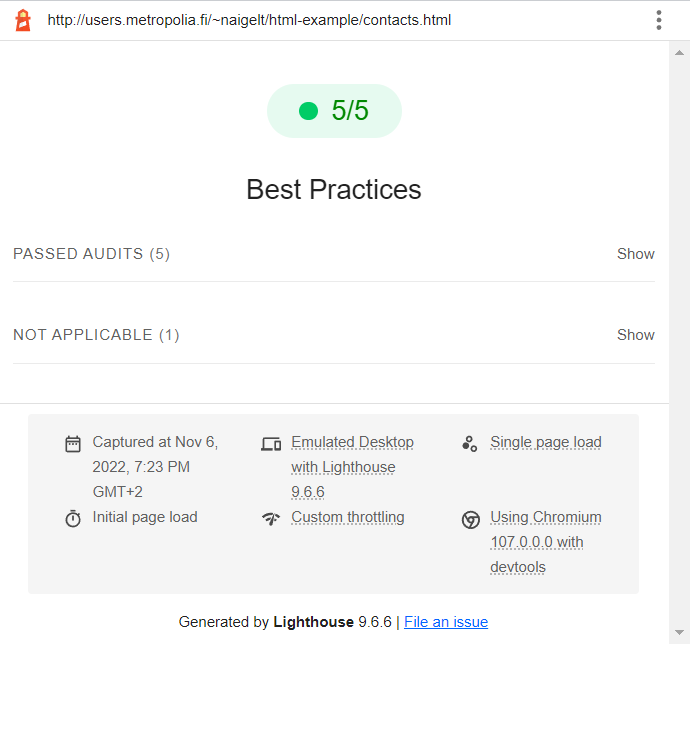 http://users.metropolia.fi/~naigelt/html-example/contacts.html
5/5
Best Practices
PASSED AUDITS (5) Show
NOT APPLICABLE (1) Show
Captured at Nov 6,
2022, 7:23 PM
GMT+2
Emulated Desktop
with Lighthouse
9.6.6
Single page load
Initial page load
Custom throttling
Using Chromium
107.0.0.0 with
devtools
Generated by Lighthouse 9.6.6 | File an issue